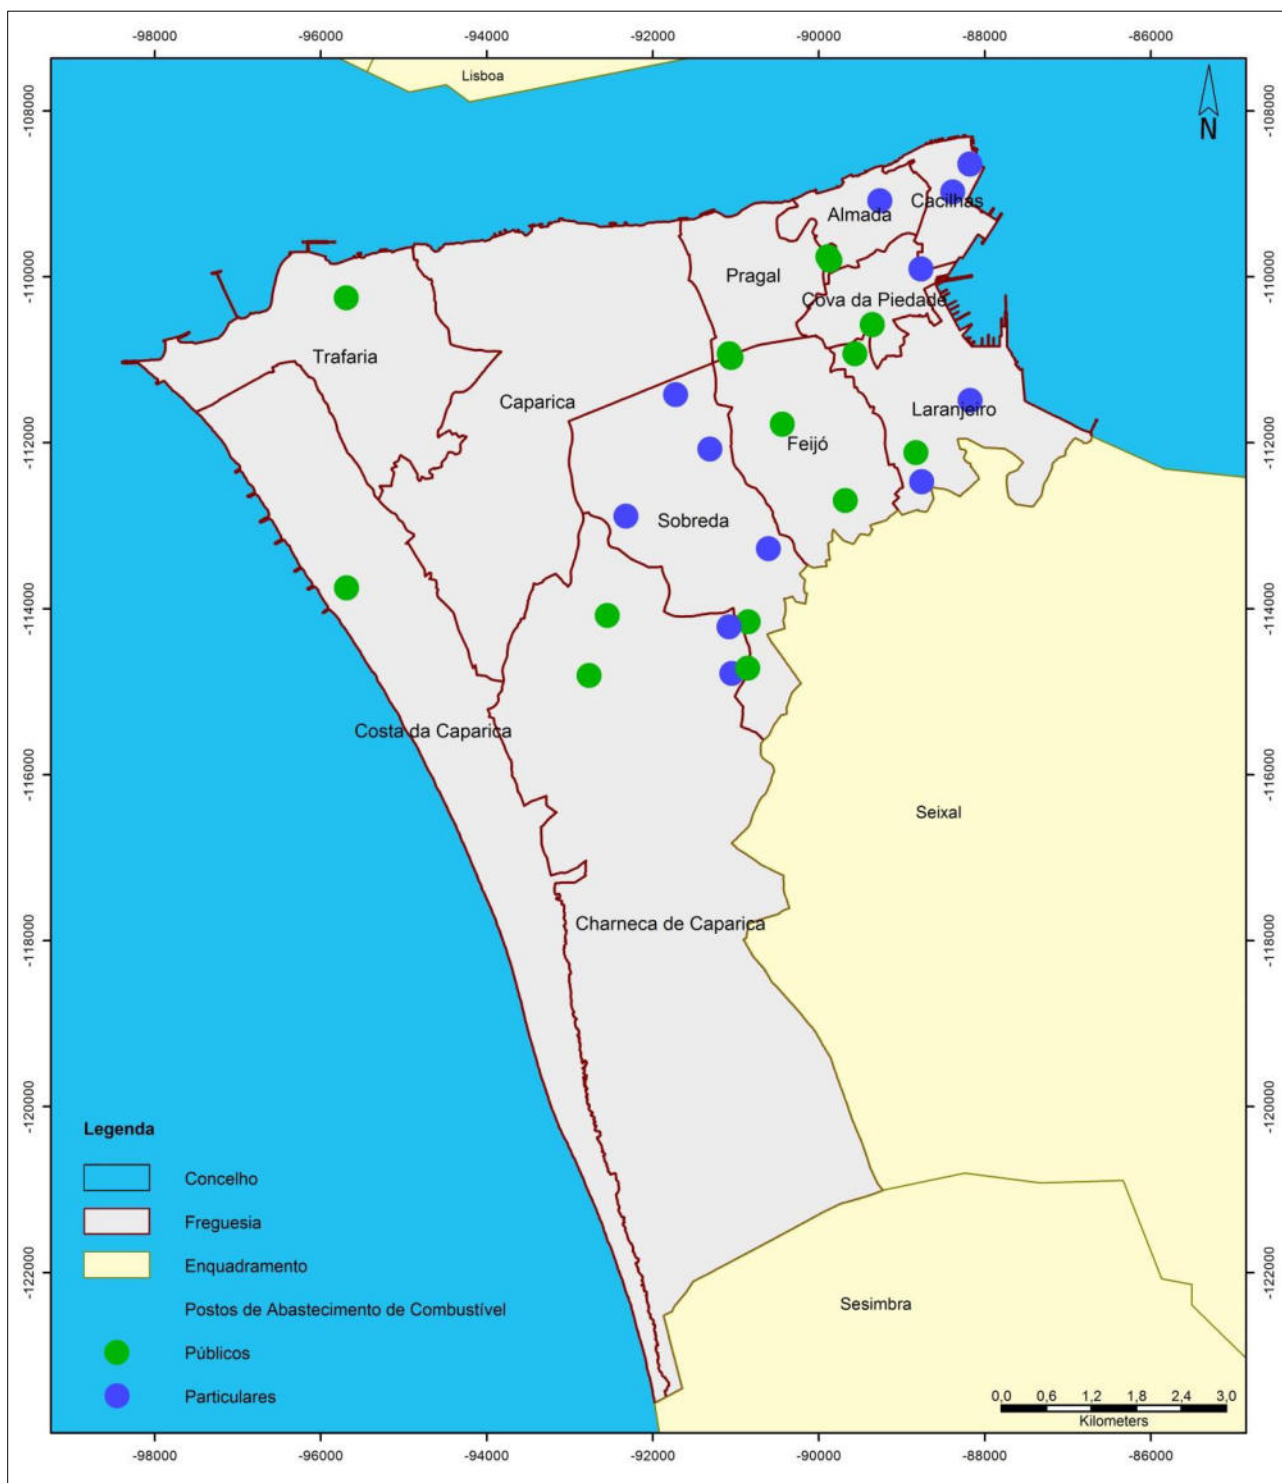 -98000 -96000 -94000 -92000 -90000 -88000 -86000
Lisboa
-108000 -108000
N
Almada
Cacilhas
Pragal
-110000 -110000
Cova da Piedade
Trafaria
Caparica
Laranjeiro
-112000 -112000
Feijó
Sobreda
-114000 -114000
Costa da Caparica
-116000 -116000
Seixal
Charneca de Caparica
-118000 -118000
-120000 -120000
Legenda
Concelho
Freguesia
Enquadramento
-122000 -122000
Sesimbra
Postos de Abastecimento de Combustível
Públicos
Particulares
0,0 0,6 1,2 1,8 2,4 3,0
Kilometers
-98000 -96000 -94000 -92000 -90000 -88000 -86000